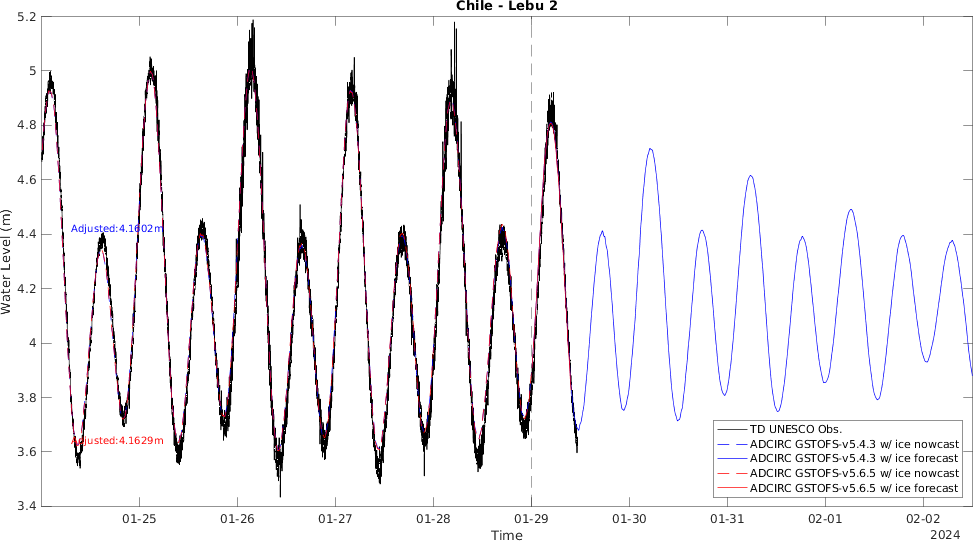 Chile - Lebu 2
5.2
5
4.8
4.6
4.4
4.2
4
3.8
3.6
3.4
Water Level (m)
Adjusted:4.1602m
Adjusted:4.1629m
TD UNESCO Obs.
ADCIRC GSTOFS-v5.4.3 w/ ice nowcast
ADCIRC GSTOFS-v5.4.3 w/ ice forecast
ADCIRC GSTOFS-v5.6.5 w/ ice nowcast
ADCIRC GSTOFS-v5.6.5 w/ ice forecast
01-25 01-26 01-27 01-28 01-29 01-30 01-31 02-01 02-02
Time
2024